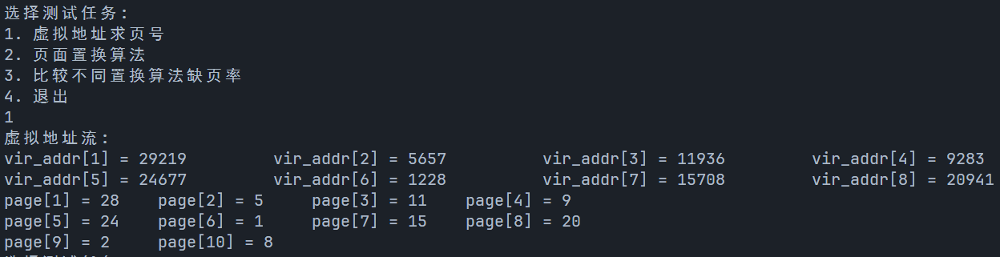 选择测试任务:
1. 虚拟地址求页号
2. 页面置换算法
3. 比较不同置换算法缺页率
4. 退出
1
虚拟地址流:
vir_addr[1] = 29219 vir_addr[2] = 5657 vir_addr[3] = 11936 vir_addr[4] = 9283
vir_addr[5] = 24677 vir_addr[6] = 1228 vir_addr[7] = 15708 vir_addr[8] = 20941
page[1] = 28 page[2] = 5 page[3] = 11 page[4] = 9
page[5] = 24 page[6] = 1 page[7] = 15 page[8] = 20
page[9] = 2 page[10] = 8